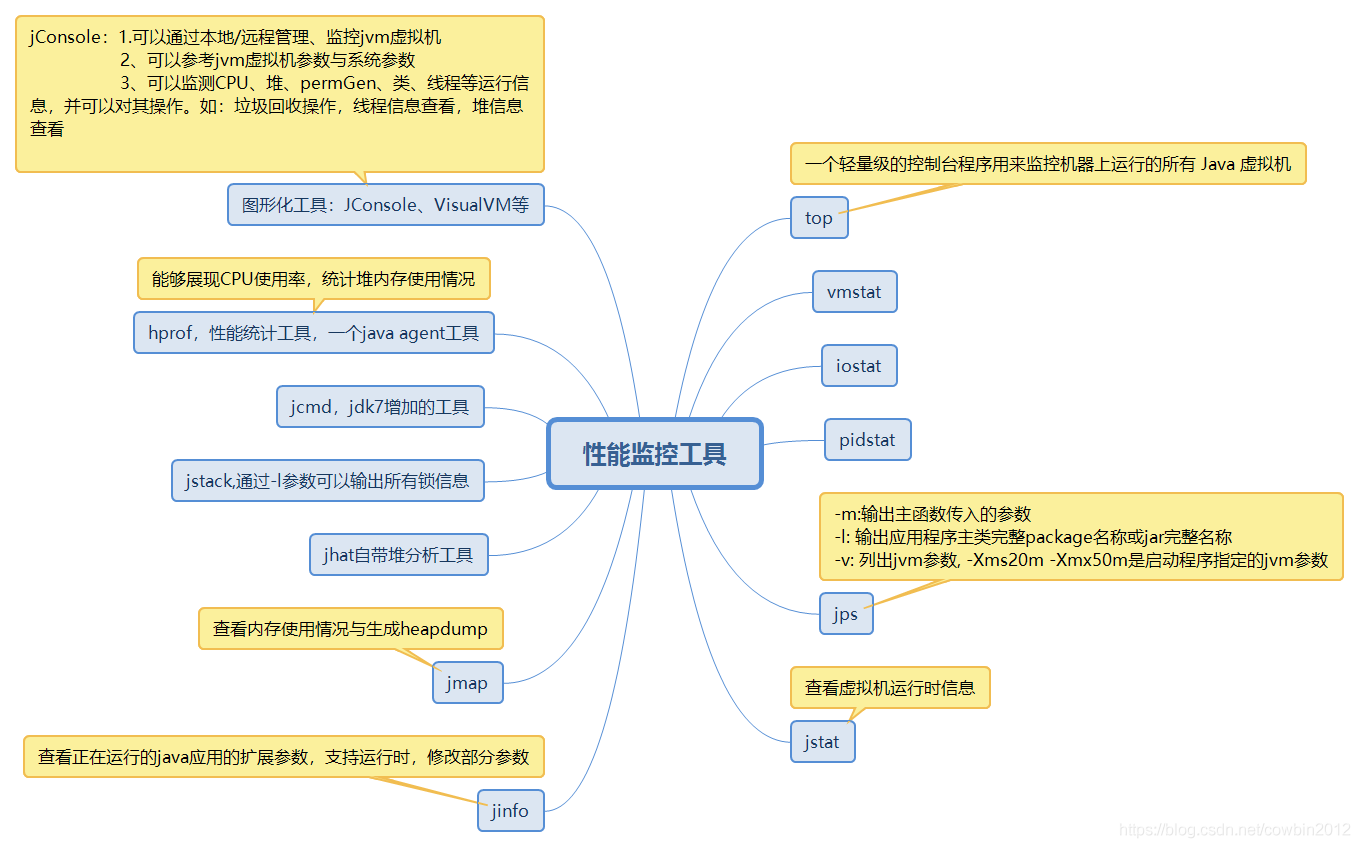 jConsole：1.可以通过本地/远程管理、监控jvm虚拟机
2、可以参考jvm虚拟机参数与系统参数
3、可以监测CPU、堆、permGen、类、线程等运行信
息，并可以对其操作。如：垃圾回收操作，线程信息查看，堆信息
查看
图形化工具：JConsole、VisualVM等
能够展现CPU使用率，统计堆内存使用情况
hprof，性能统计工具，一个java agent工具
jcmd，jdk7增加的工具
jstack,通过-l参数可以输出所有锁信息
jhat自带堆分析工具
查看内存使用情况与生成heapdump
jmap
查看正在运行的java应用的扩展参数，支持运行时，修改部分参数
jinfo
性能监控工具
一个轻量级的控制台程序用来监控机器上运行的所有 Java 虚拟机
top
vmstat
iostat
pidstat
-m:输出主函数传入的参数
-l: 输出应用程序主类完整package名称或jar完整名称
-v: 列出jvm参数, -Xms20m -Xmx50m是启动程序指定的jvm参数
jps
查看虚拟机运行时信息
jstat
https://blog.csdn.net/cowbin2012